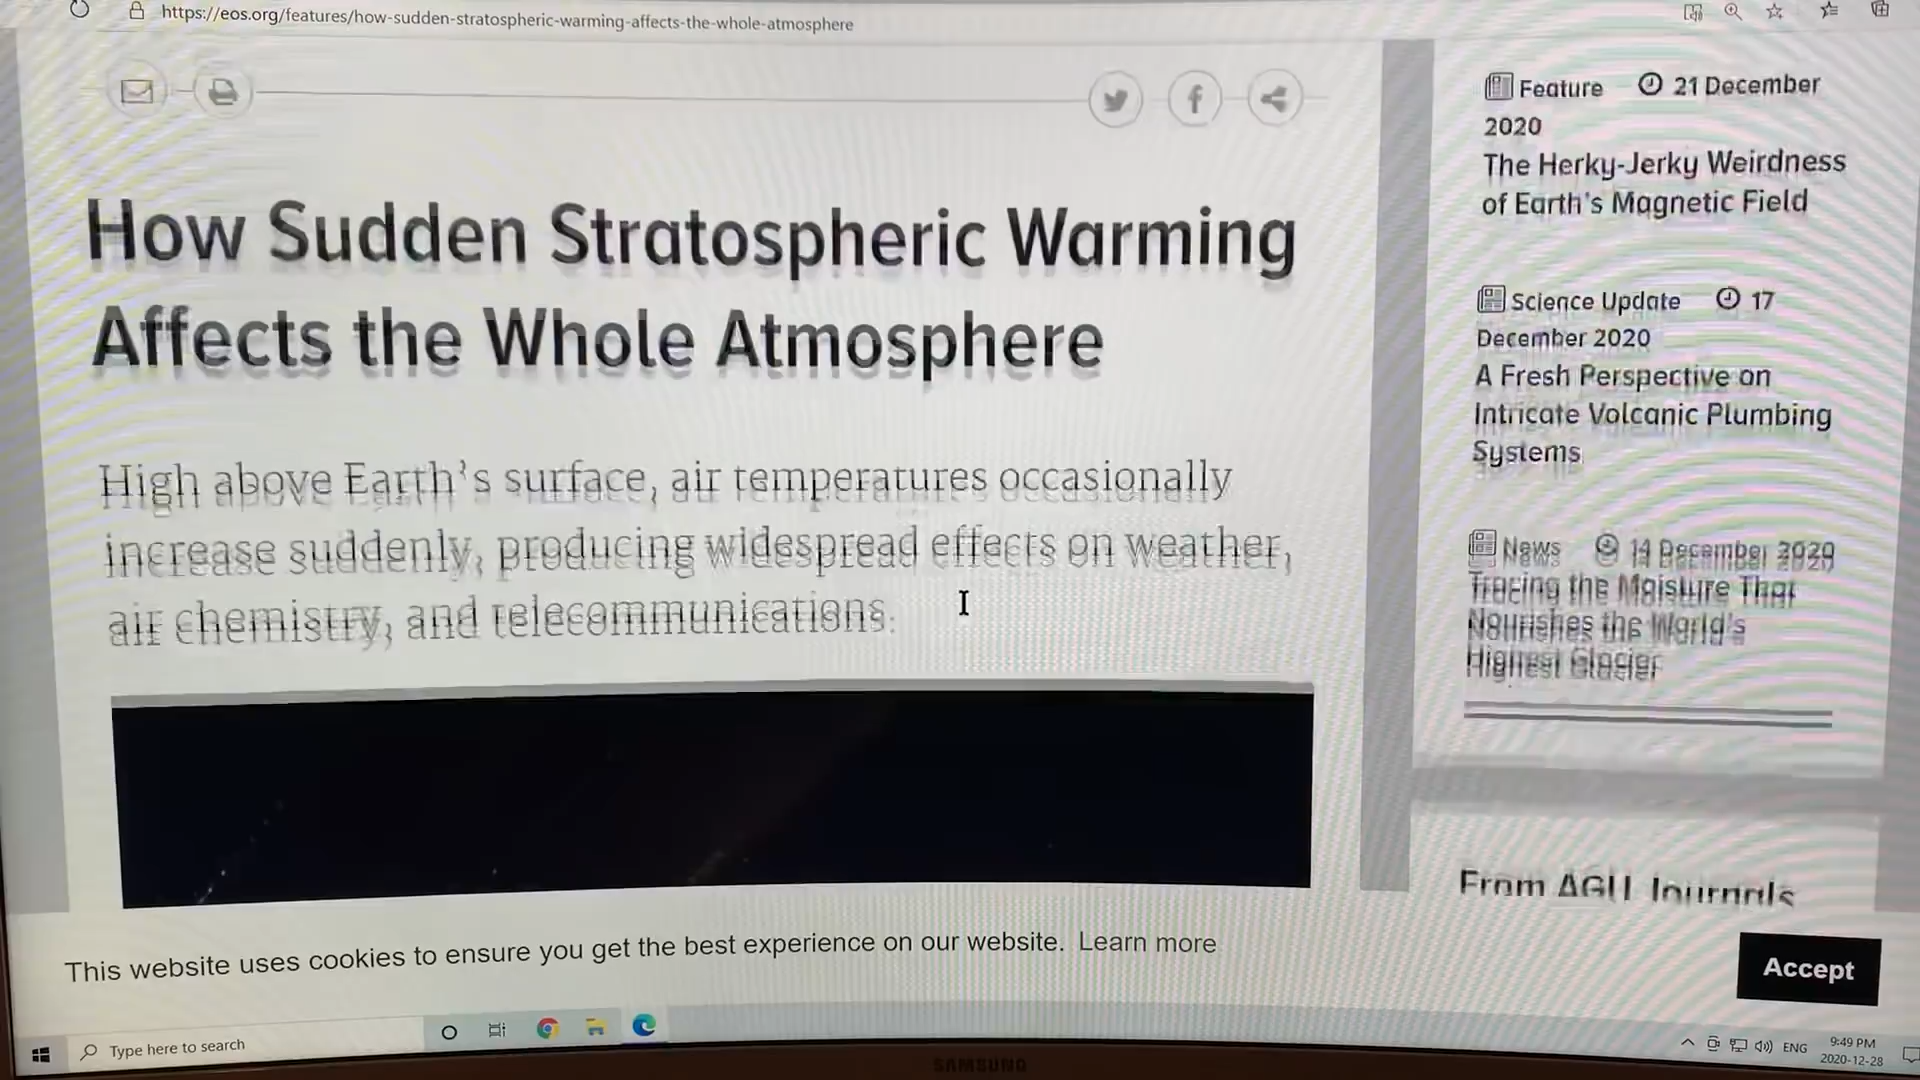 https://eos.org/features/how-sudden-stratospheric-warming-affects-the-whole-atmosphere
How Sudden Stratospheric Warming
Affects the Whole Atmosphere
High above Earth's surface, air temperatures occasionally
increase suddenly, producing widespread effects on weather,
air chemistry, and telecommunications.
Feature 21 December
2020
The Herky-Jerky Weirdness
of Earth's Magnetic Field
Science Update 17
December 2020
A Fresh Perspective on
Intricate Volcanic Plumbing
Systems
News 14 December 2020
Tracing the Moisture That
Nourishes the World's
Highest Glacier
From AGU Journals
This website uses cookies to ensure you get the best experience on our website. Learn more
Accept
Type here to search
ENG
9:49 PM
2020-12-28
SAMSUNG